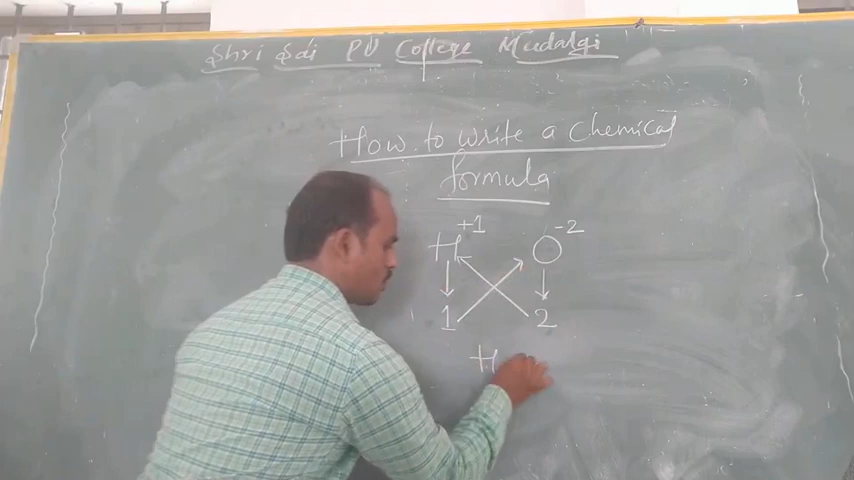 Shri Sai PU College Mudalgi
How to write a Chemical
formula
H+1 O-2
1 2
H